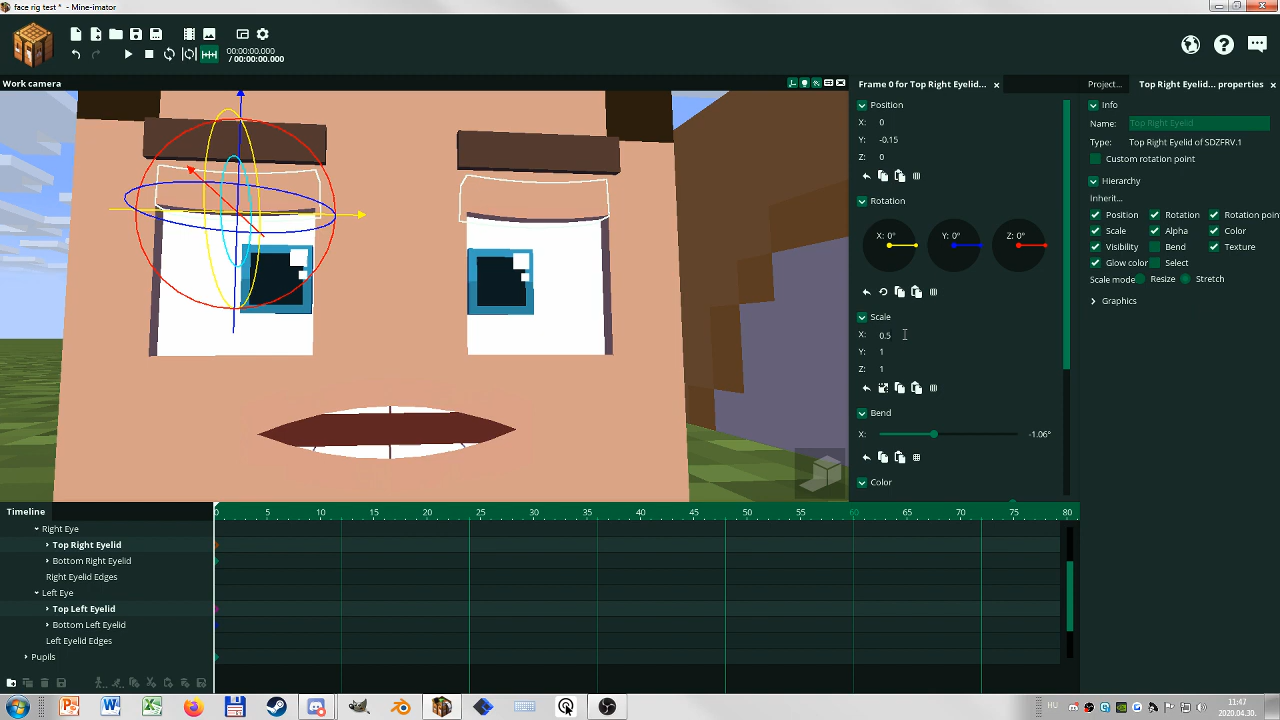 face rig test * - Mine-imator
00:00:00.000
/ 00:00:00.000
Work camera
Frame 0 for Top Right Eyelid...
Position
X: 0
Y: -0.15
Z: 0
Rotation
X: 0° Y: 0° Z: 0°
Scale
X: 0.5
Y: 1
Z: 1
Bend
X: -1.06°
Color
Project...
Top Right Eyelid... properties
Info
Name: Top Right Eyelid
Type: Top Right Eyelid of SDZFRV.1
Custom rotation point
Hierarchy
Inherit...
Position Rotation Rotation poin
Scale Alpha Color
Visibility Bend Texture
Glow color Select
Scale mode Resize Stretch
Graphics
Timeline
0 5 10 15 20 25 30 35 40 45 50 55 60 65 70 75 80
Right Eye
Top Right Eyelid
Bottom Right Eyelid
Right Eyelid Edges
Left Eye
Top Left Eyelid
Bottom Left Eyelid
Left Eyelid Edges
Pupils
HU
11:47
2020.04.30.